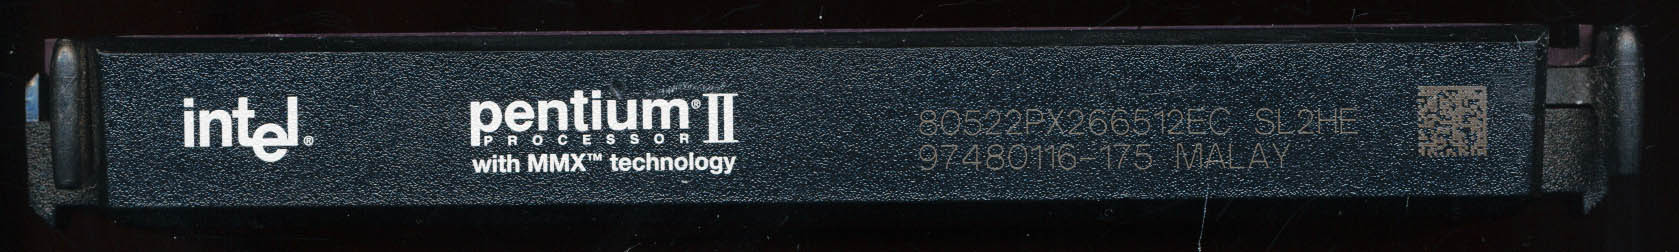 intel®
pentium® II
PROCESSOR
with MMX™ technology
80522PX266512EC SL2HE
97480116-175 MALAY